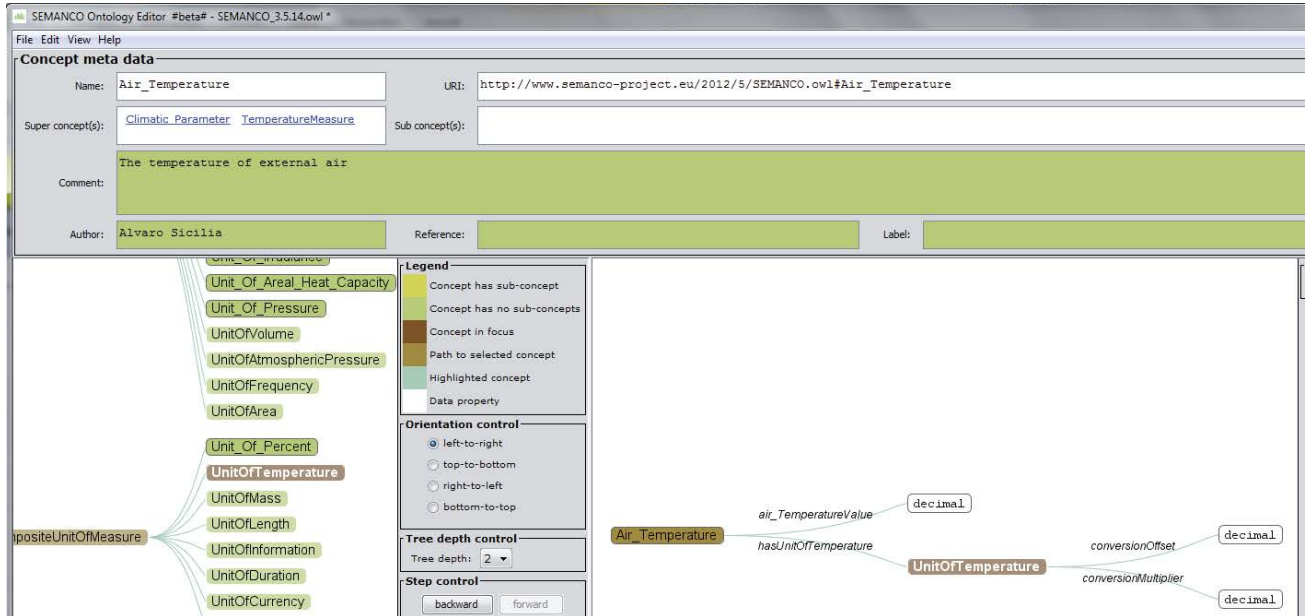 SEMANCO Ontology Editor #beta# - SEMANCO_3.5.14.owl *
File Edit View Help
Concept meta data
Name: Air_Temperature URI: http://www.semanco-project.eu/2012/5/SEMANCO.owl#Air_Temperature
Super concept(s): Climatic_Parameter TemperatureMeasure Sub concept(s):
Comment: The temperature of external air
Author: Alvaro Sicilia Reference: Label:
Unit_Of_Irradiance
Unit_Of_Areal_Heat_Capacity
Unit_Of_Pressure
UnitOfVolume
UnitOfAtmosphericPressure
UnitOfFrequency
UnitOfArea
Unit_Of_Percent
UnitOfTemperature
UnitOfMass
UnitOfLength
positeUnitOfMeasure
UnitOfInformation
UnitOfDuration
UnitOfCurrency
Legend
Concept has sub-concept
Concept has no sub-concepts
Concept in focus
Path to selected concept
Highlighted concept
Data property
Orientation control
left-to-right
top-to-bottom
right-to-left
bottom-to-top
Tree depth control
Tree depth: 2
Step control
backward forward
Air_Temperature
air_TemperatureValue
decimal
hasUnitOfTemperature
UnitOfTemperature
conversionOffset
decimal
conversionMultiplier
decimal